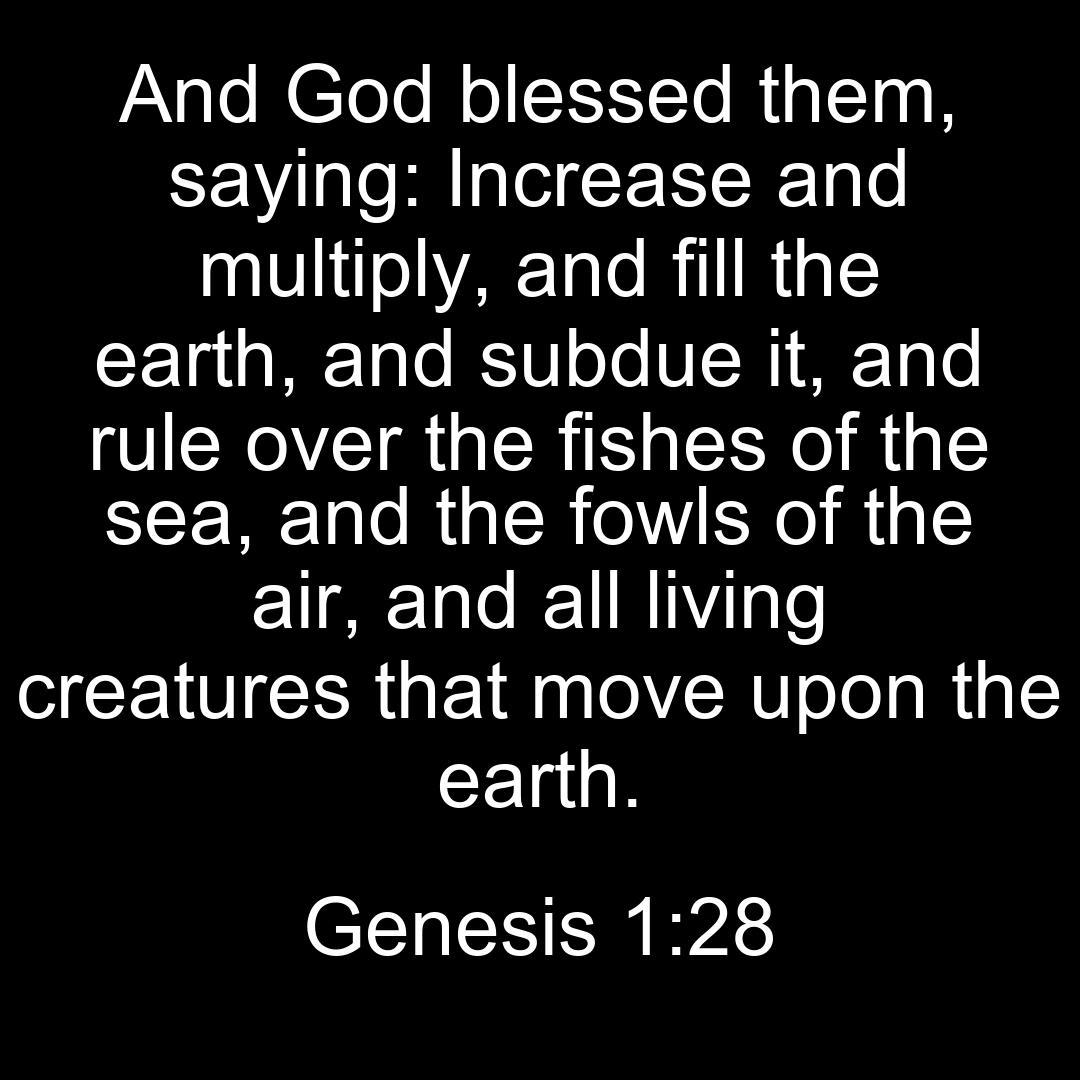 And God blessed them,
saying: Increase and
multiply, and fill the
earth, and subdue it, and
rule over the fishes of the
sea, and the fowls of the
air, and all living
creatures that move upon the
earth.
Genesis 1:28